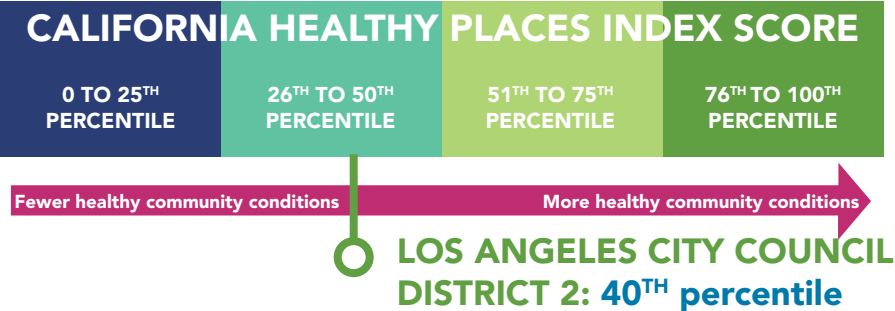 CALIFORNIA HEALTHY PLACES INDEX SCORE
0 TO 25TH
PERCENTILE
26TH TO 50TH
PERCENTILE
51TH TO 75TH
PERCENTILE
76TH TO 100TH
PERCENTILE
Fewer healthy community conditions
More healthy community conditions
LOS ANGELES CITY COUNCIL
DISTRICT 2: 40TH percentile